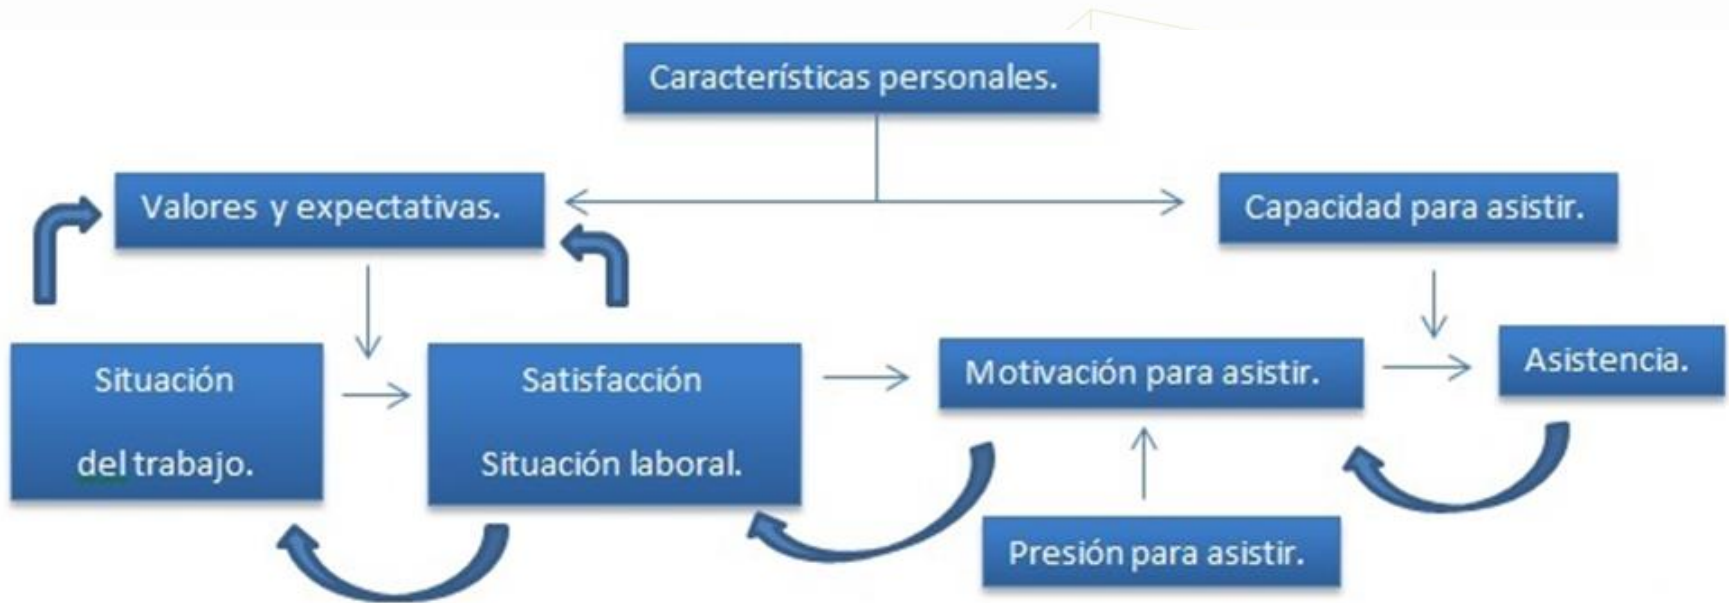 Características personales.
Valores y expectativas.
Capacidad para asistir.
Situación
del trabajo.
Satisfacción
Situación laboral.
Motivación para asistir.
Asistencia.
Presión para asistir.